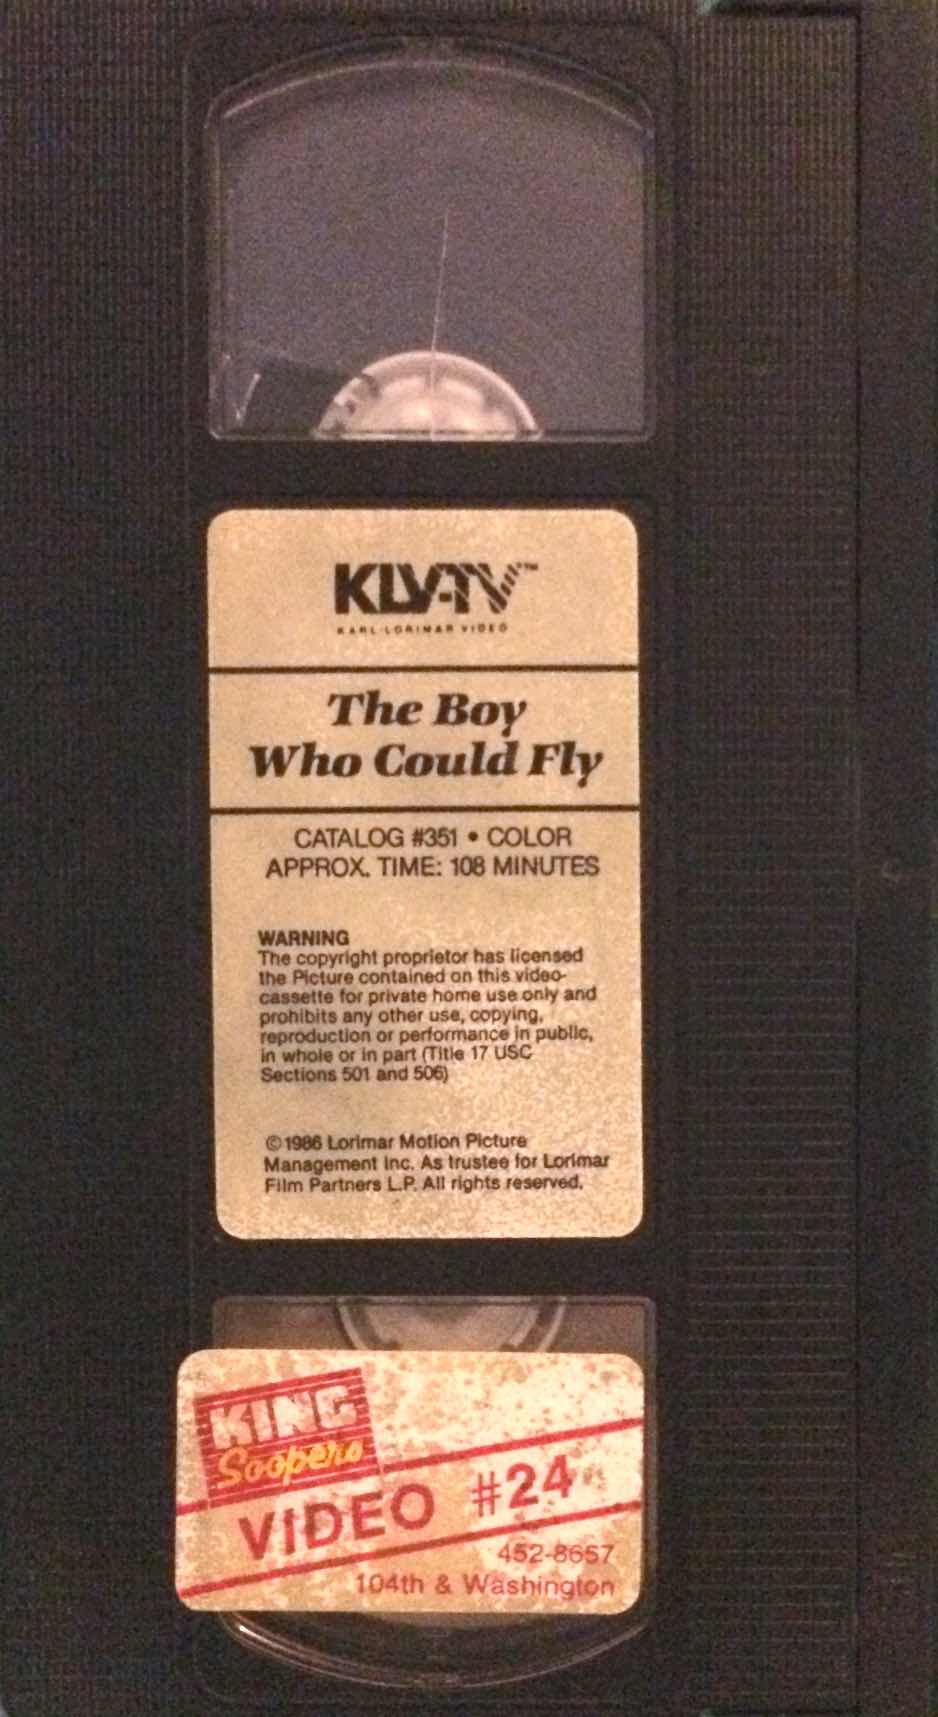 KLV-TV™
KARL·LORIMAR VIDEO
The Boy
Who Could Fly
CATALOG #351 • COLOR
APPROX. TIME: 108 MINUTES
WARNING
The copyright proprietor has licensed
the Picture contained on this video-
cassette for private home use only and
prohibits any other use, copying,
reproduction or performance in public,
in whole or in part (Title 17 USC
Sections 501 and 506)
©1986 Lorimar Motion Picture
Management Inc. As trustee for Lorimar
Film Partners L.P. All rights reserved.
KING
Soopers
VIDEO #24
452-8657
104th & Washington